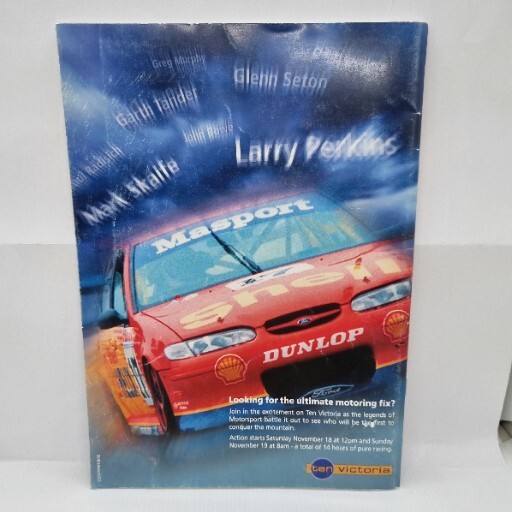 Greg Murphy
Glenn Seton
Garth Tander
John Bowe
Larry Perkins
Mark Skaife
Masport
17
Shell
DUNLOP
Looking for the ultimate motoring fix?
Join in the excitement on Ten Victoria as the legends of
Motorsport battle it out to see who will be the first to
conquer the mountain.
Action starts Saturday November 18 at 12pm and Sunday
November 19 at 8am - a total of 14 hours of pure racing.
ten victoria